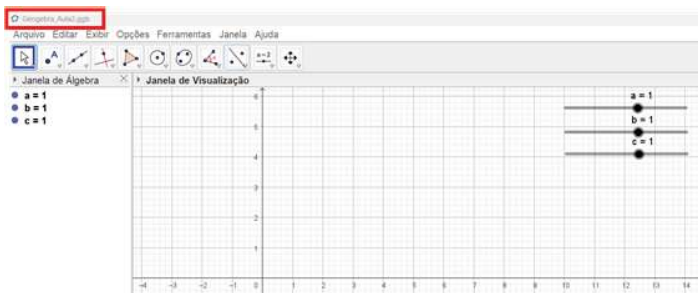 Geogebra_Aula2.ggb
Arquivo Editar Exibir Opções Ferramentas Janela Ajuda
A
a=2
Janela de Álgebra
Janela de Visualização
a = 1
b = 1
c = 1
a = 1
b = 1
c = 1
6
5
4
3
2
1
-4 -3 -2 -1 0 1 2 3 4 5 6 7 8 9 10 11 12 13 14